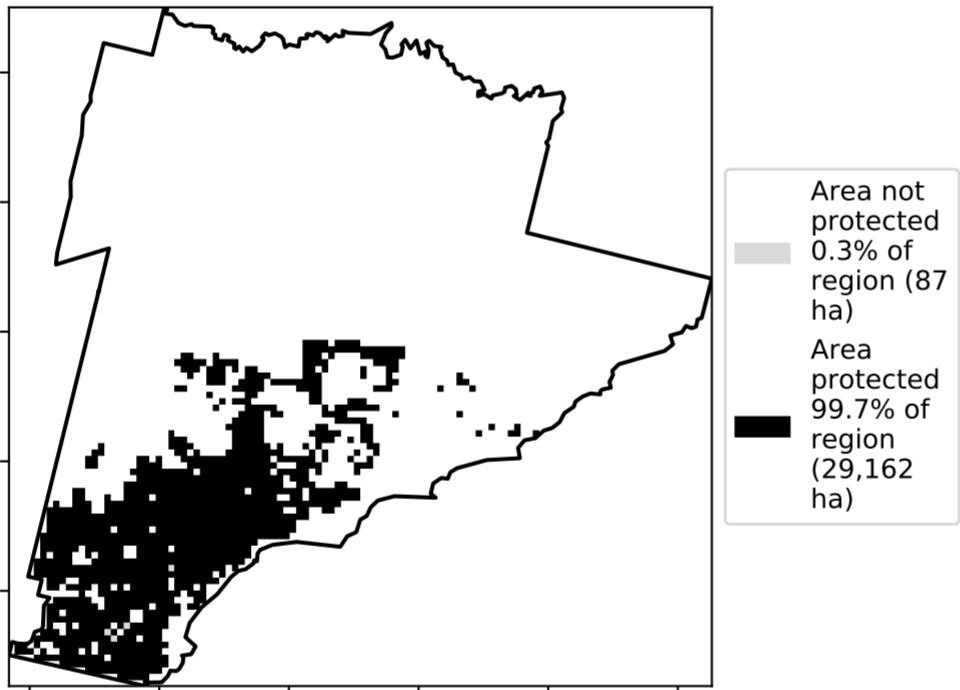 Area not
protected
0.3% of
region (87
ha)
Area
protected
99.7% of
region
(29,162
ha)